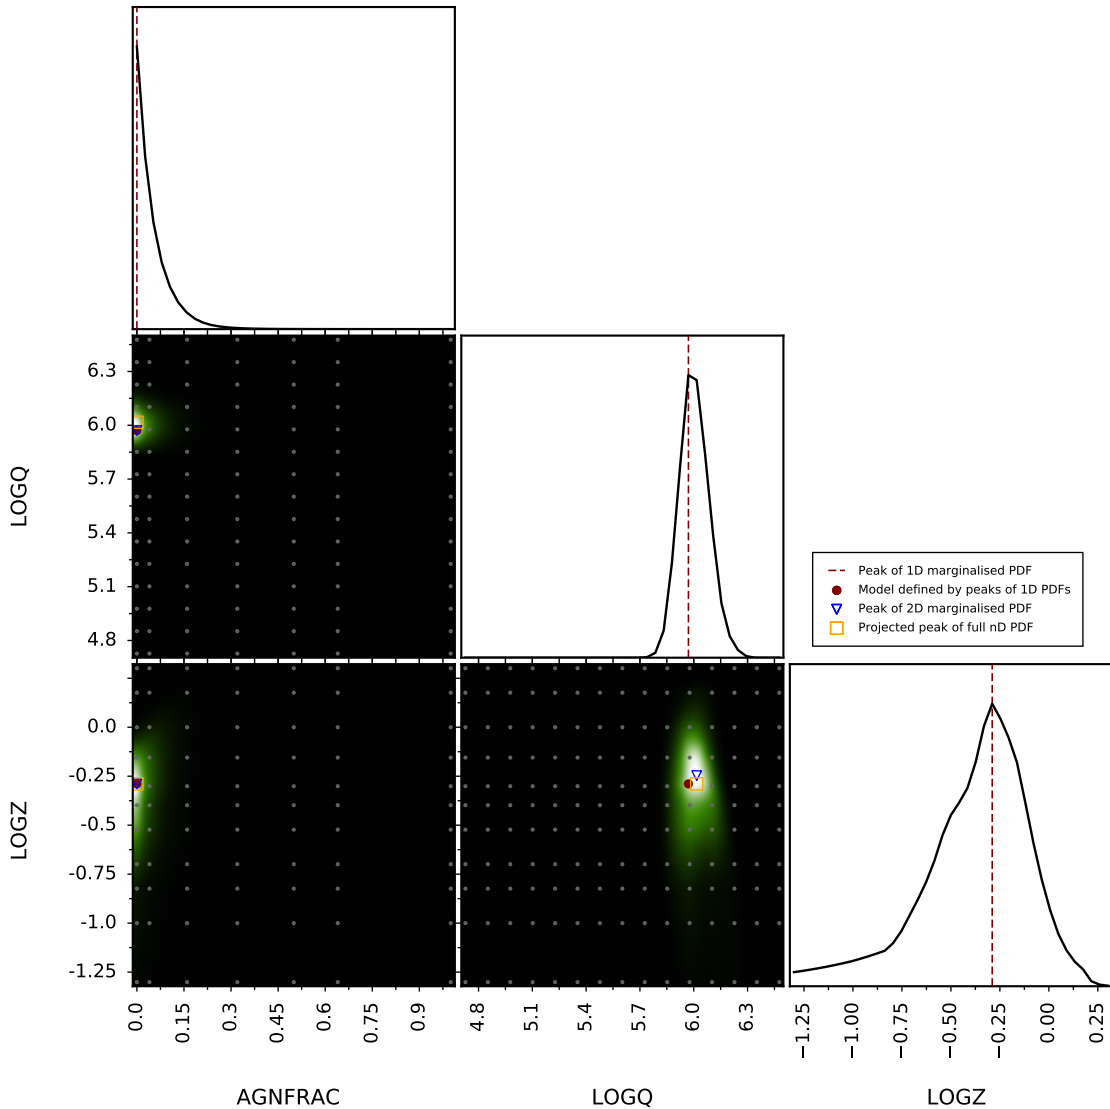 6.3
6.0
5.7
5.4
5.1
4.8
LOGQ
Peak of 1D marginalised PDF
Model defined by peaks of 1D PDFs
Peak of 2D marginalised PDF
Projected peak of full nD PDF
0.0
-0.25
-0.5
-0.75
-1.0
-1.25
LOGZ
0.0 0.15 0.3 0.45 0.6 0.75 0.9
4.8 5.1 5.4 5.7 6.0 6.3
−1.25 −1.00 −0.75 −0.50 −0.25 0.00 0.25
AGNFRAC LOGQ LOGZ